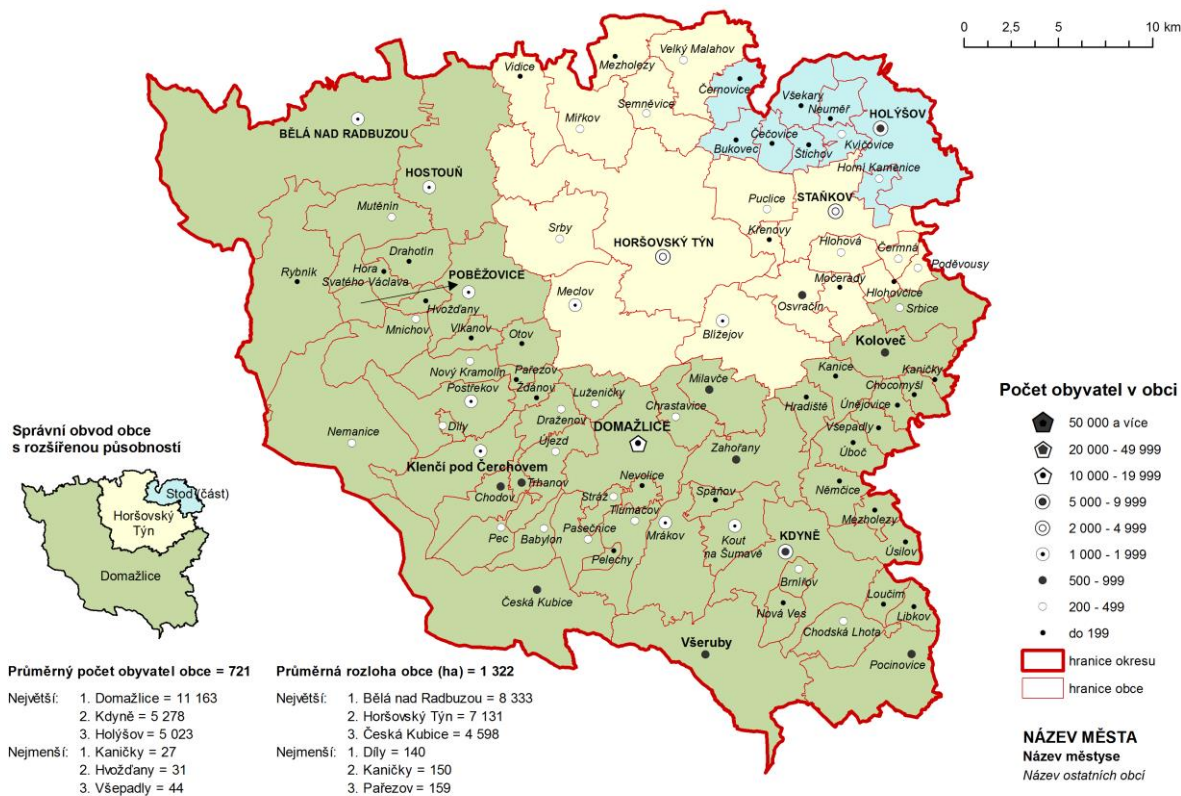 0 2,5 5 10 km
Velký Malahov
Vidice
Mezholezy
Černovice
Semněvice
Všekary
Neuměř
HOLÝŠOV
Mířkov
BĚLÁ NAD RADBUZOU
Bukovec
Čečovice
Štichov
Kvíčovice
Horní Kamenice
HOSTOUŇ
STAŇKOV
Puclice
Mutěnín
Srby
Křenovy
HORŠOVSKÝ TÝN
Hlohová
Čermná
Drahotín
Poděvousy
Rybník
Hora
Svatého Václava
POBĚŽOVICE
Močerady
Hlohovčice
Osvračín
Srbice
Hvožďany
Meclov
Mnichov
Vlkanov
Blížejov
Otov
Koloveč
Nový Kramolín
Pařezov
Milavče
Kanice
Kaničky
Postřekov
Ždánov
Luženičky
Chocomyšl
Chrastavice
Hradiště
Únějovice
Díly
Draženov
DOMAŽLICE
Všepadly
Nemanice
Újezd
Úboč
Zahořany
Klenčí pod Čerchovem
Nevolice
Trhanov
Chodov
Spáňov
Němčice
Stráž
Tlumačov
Mezholezy
Pec
Babylon
Pasečnice
Mrákov
Kout
na Šumavě
KDYNĚ
Úsilov
Pelechy
Brnířov
Česká Kubice
Loučim
Nová Ves
Libkov
Chodská Lhota
Všeruby
Pocinovice
Správní obvod obce
s rozšířenou působností
Stod (část)
Horšovský
Týn
Domažlice
Počet obyvatel v obci
50 000 a více
20 000 - 49 999
10 000 - 19 999
5 000 - 9 999
2 000 - 4 999
1 000 - 1 999
500 - 999
200 - 499
do 199
hranice okresu
hranice obce
NÁZEV MĚSTA
Název městyse
Název ostatních obcí
Průměrný počet obyvatel obce = 721
Největší: 1. Domažlice = 11 163
2. Kdyně = 5 278
3. Holýšov = 5 023
Nejmenší: 1. Kaničky = 27
2. Hvožďany = 31
3. Všepadly = 44
Průměrná rozloha obce (ha) = 1 322
Největší: 1. Bělá nad Radbuzou = 8 333
2. Horšovský Týn = 7 131
3. Česká Kubice = 4 598
Nejmenší: 1. Díly = 140
2. Kaničky = 150
3. Pařezov = 159